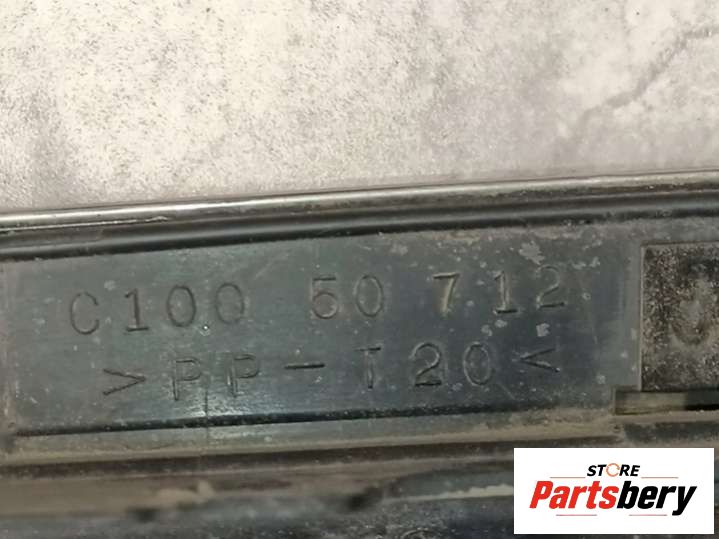 C100 50 712
>PP-T20<
STORE
Partsbery